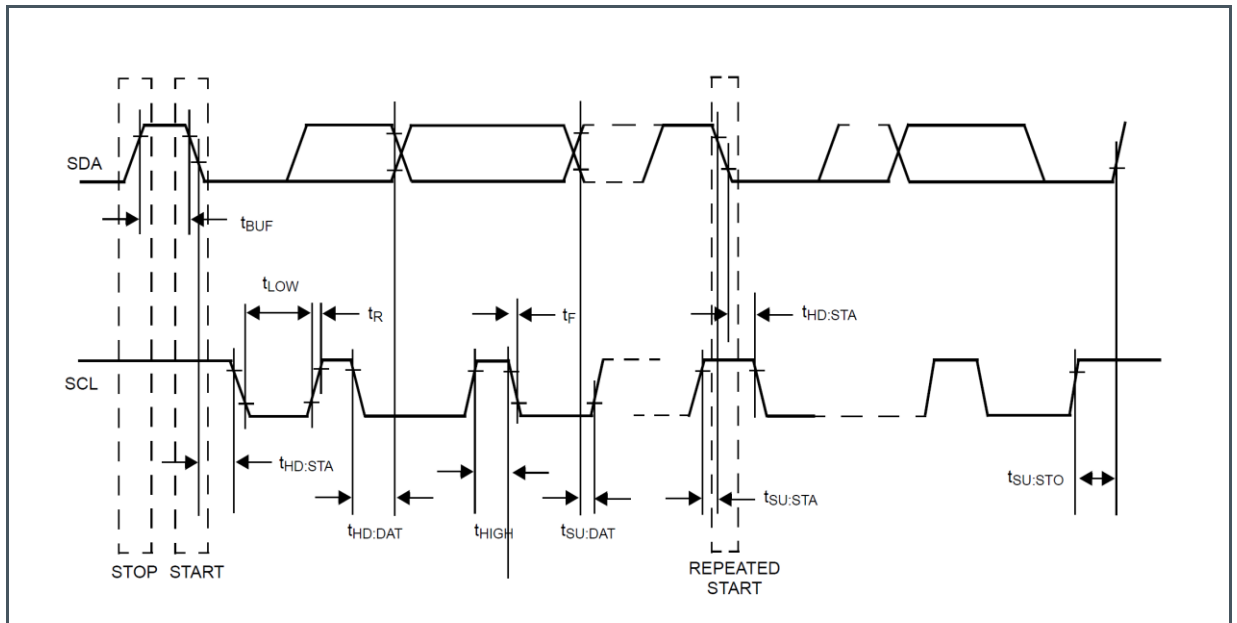 SDA
tBUF
tLOW
tR
tF
tHD:STA
SCL
tHD:STA
tSU:STO
tSU:STA
tHD:DAT
tHIGH
tSU:DAT
STOP
START
REPEATED
START